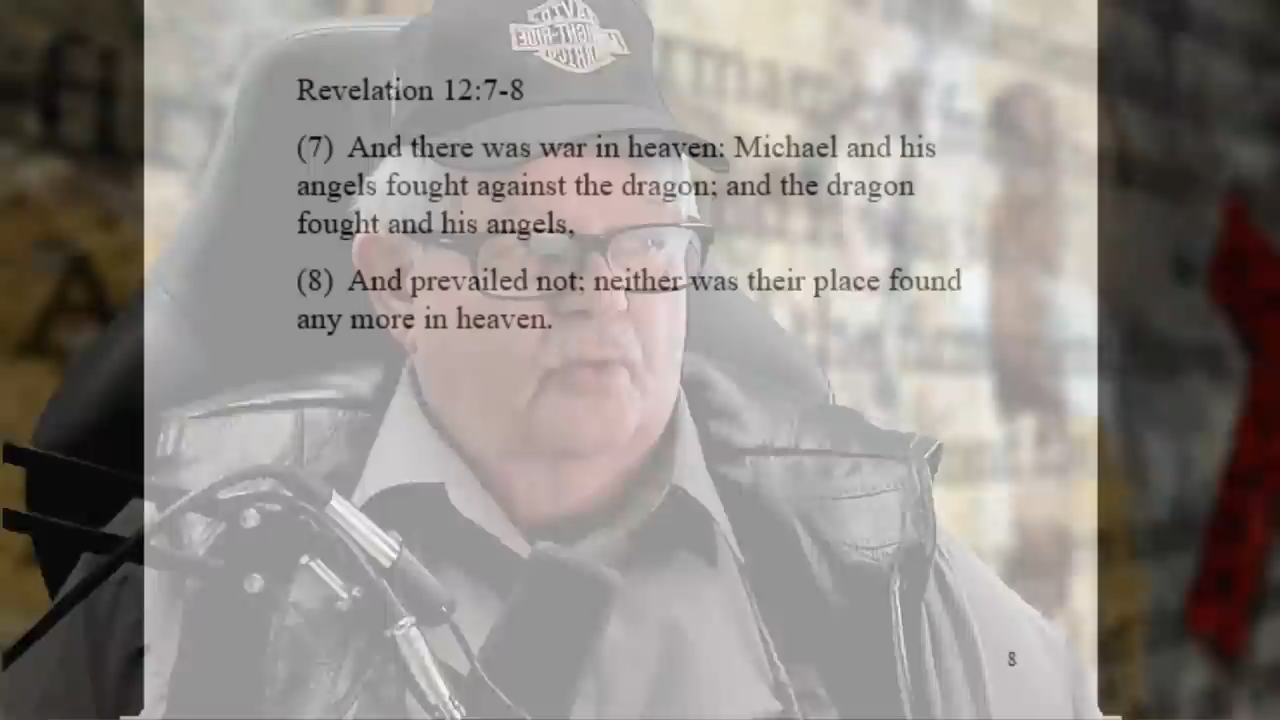 Revelation 12:7-8
(7) And there was war in heaven: Michael and his
angels fought against the dragon; and the dragon
fought and his angels,
(8) And prevailed not; neither was their place found
any more in heaven.
8